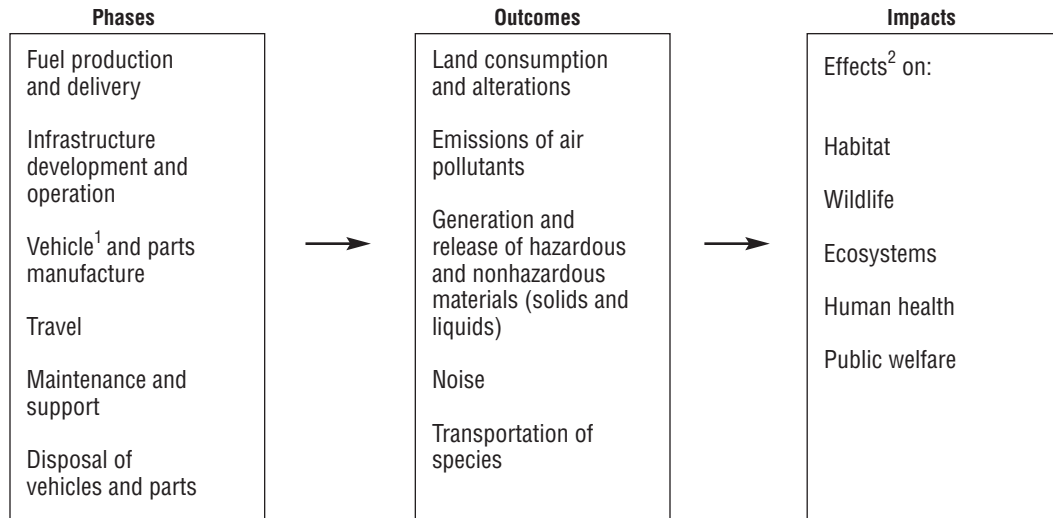 Phases
Fuel production
and delivery
Infrastructure
development and
operation
Vehicle¹ and parts
manufacture
Travel
Maintenance and
support
Disposal of
vehicles and parts
Outcomes
Land consumption
and alterations
Emissions of air
pollutants
Generation and
release of hazardous
and nonhazardous
materials (solids and
liquids)
Noise
Transportation of
species
Impacts
Effects² on:
Habitat
Wildlife
Ecosystems
Human health
Public welfare